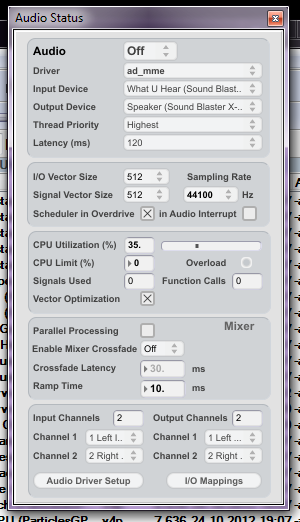 Audio Status
Audio Off
Driver ad_mme
Input Device What U Hear (Sound Blast..
Output Device Speaker (Sound Blaster X-..
Thread Priority Highest
Latency (ms) 120
I/O Vector Size 512 Sampling Rate
Signal Vector Size 512 44100 Hz
Scheduler in Overdrive in Audio Interrupt
CPU Utilization (%) 35.
CPU Limit (%) 0 Overload
Signals Used 0 Function Calls 0
Vector Optimization
Parallel Processing Mixer
Enable Mixer Crossfade Off
Crossfade Latency 30. ms
Ramp Time 10. ms
Input Channels 2 Output Channels 2
Channel 1 1 Left I.. Channel 1 1 Left ...
Channel 2 2 Right . Channel 2 2 Right .
Audio Driver Setup I/O Mappings
24.10.2012 19:07